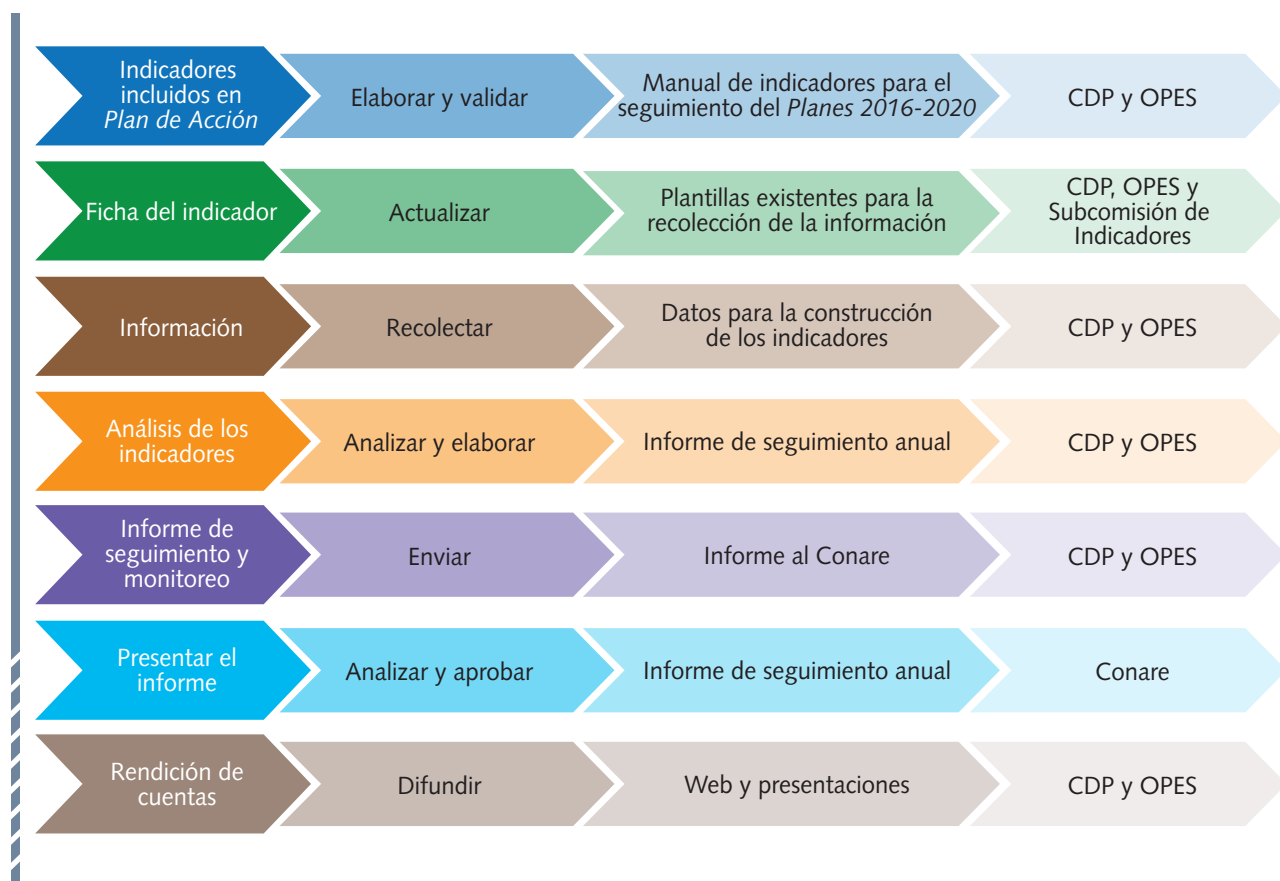 Indicadores
incluidos en
Plan de Acción
Elaborar y validar
Manual de indicadores para el
seguimiento del Planes 2016-2020
CDP y OPES
Ficha del indicador
Actualizar
Plantillas existentes para la
recolección de la información
CDP, OPES y
Subcomisión de
Indicadores
Información
Recolectar
Datos para la construcción
de los indicadores
CDP y OPES
Análisis de los
indicadores
Analizar y elaborar
Informe de seguimiento anual
CDP y OPES
Informe de
seguimiento y
monitoreo
Enviar
Informe al Conare
CDP y OPES
Presentar el
informe
Analizar y aprobar
Informe de seguimiento anual
Conare
Rendición de
cuentas
Difundir
Web y presentaciones
CDP y OPES